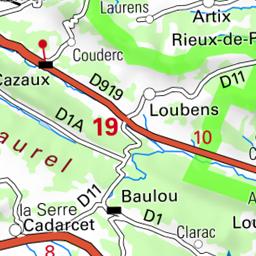 Laurens
Artix
Rieux-de-P
Couderc
Cazaux
D919
D11
Loubens
D1A
19
10
aurel
D11
Baulou
la Serre
D1
Cadarcet
Clarac
Lou
8